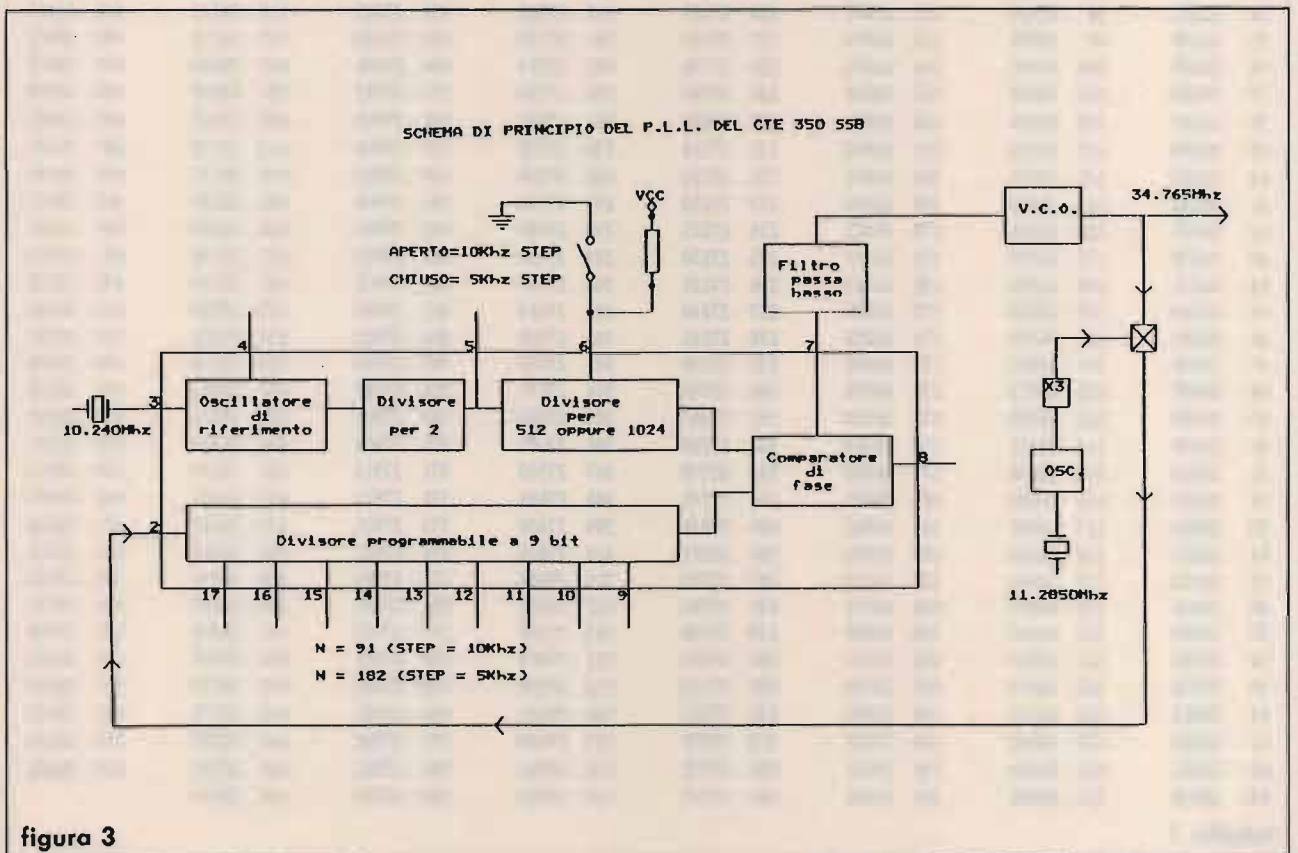 SCHEMA DI PRINCIPIO DEL P.L.L. DEL CTE 350 SSB
VCC
APERTO=10Khz STEP
CHIUSO= 5Khz STEP
V.C.O.
34.765Mhz
Filtro
passa
basso
4
5
6
7
3
10.240Mhz
Oscillatore
di
riferimento
Divisore
per 2
Divisore
per
512 oppure 1024
X3
Comparatore
di
fase
8
OSC.
2
Divisore programmabile a 9 bit
11.2850Mhz
17 16 15 14 13 12 11 10 9
N = 91 (STEP = 10Khz)
N = 182 (STEP = 5Khz)
figura 3